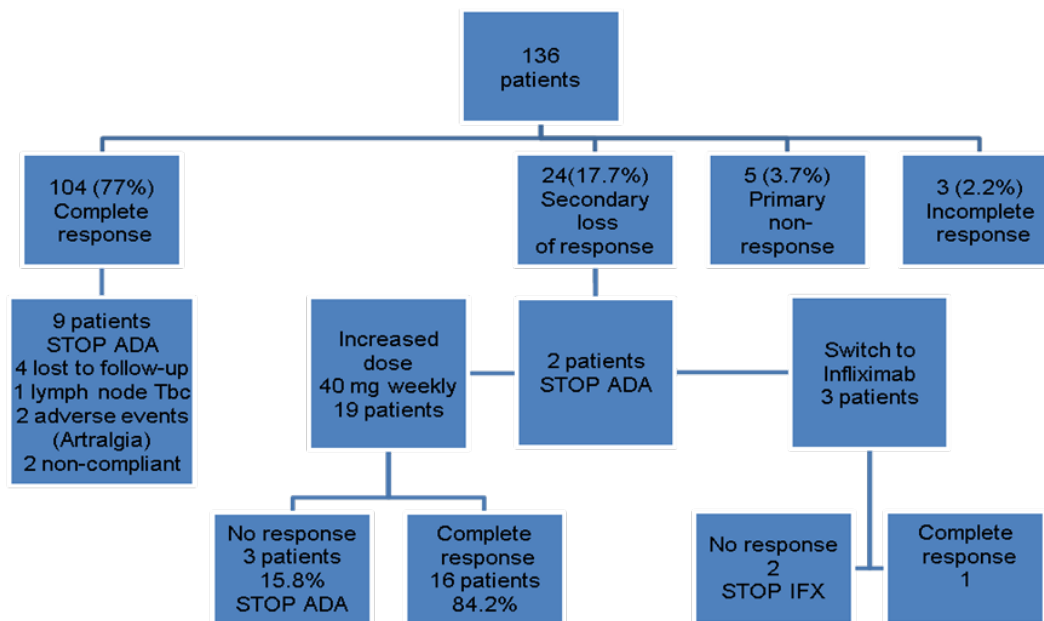 136
patients
104 (77%)
Complete
response
24(17.7%)
Secondary
loss
of response
5 (3.7%)
Primary
non-
response
3 (2.2%)
Incomplete
response
9 patients
STOP ADA
4 lost to follow-up
1 lymph node Tbc
2 adverse events
(Artralgia)
2 non-compliant
Increased
dose
40 mg weekly
19 patients
2 patients
STOP ADA
Switch to
Infliximab
3 patients
No response
3 patients
15.8%
STOP ADA
Complete
response
16 patients
84.2%
No response
2
STOP IFX
Complete
response
1